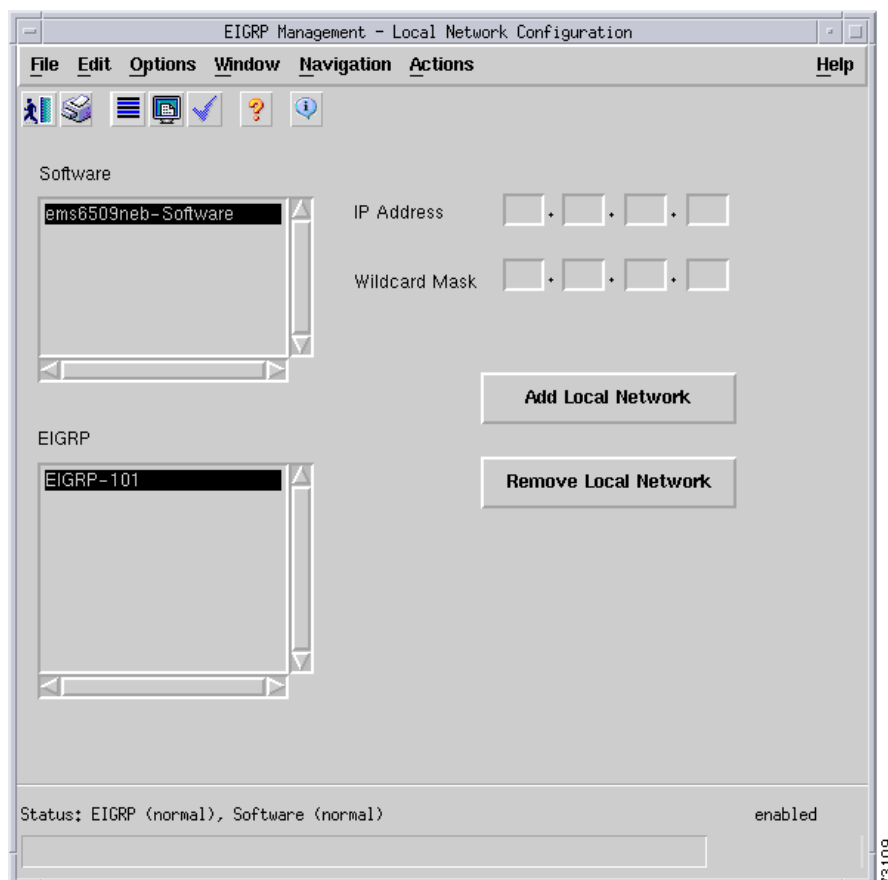 EIGRP Management - Local Network Configuration
File Edit Options Window Navigation Actions Help
Software
ems6509neb-Software
IP Address . . .
Wildcard Mask . . .
Add Local Network
EIGRP
EIGRP-101
Remove Local Network
Status: EIGRP (normal), Software (normal) enabled
73109